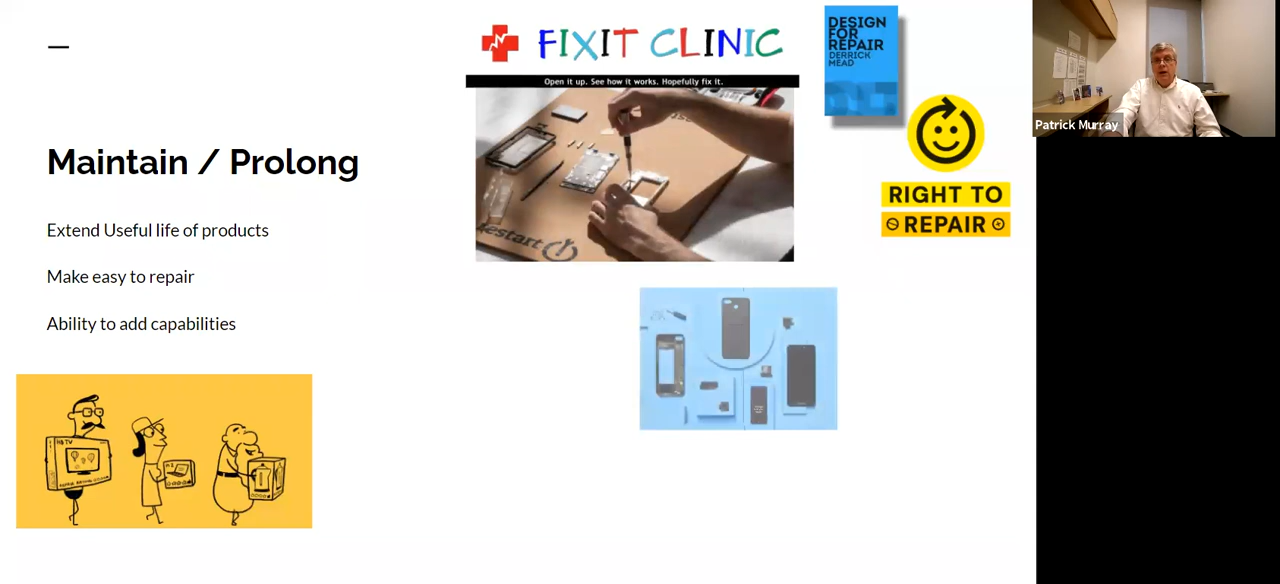 Maintain / Prolong
Extend Useful life of products
Make easy to repair
Ability to add capabilities
FIXIT CLINIC
Open it up. See how it works. Hopefully fix it.
Restart
DESIGN
FOR
REPAIR
DERRICK
MEAD
RIGHT TO
REPAIR
Patrick Murray